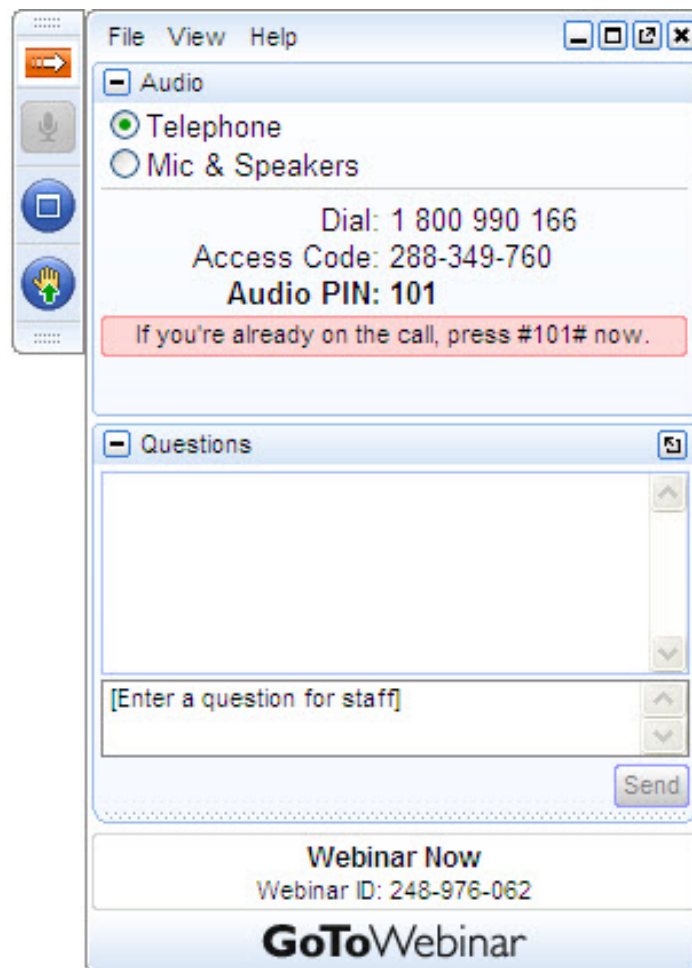 File View Help
Audio
Telephone
Mic & Speakers
Dial: 1 800 990 166
Access Code: 288-349-760
Audio PIN: 101
If you're already on the call, press #101# now.
Questions
[Enter a question for staff]
Send
Webinar Now
Webinar ID: 248-976-062
GoToWebinar